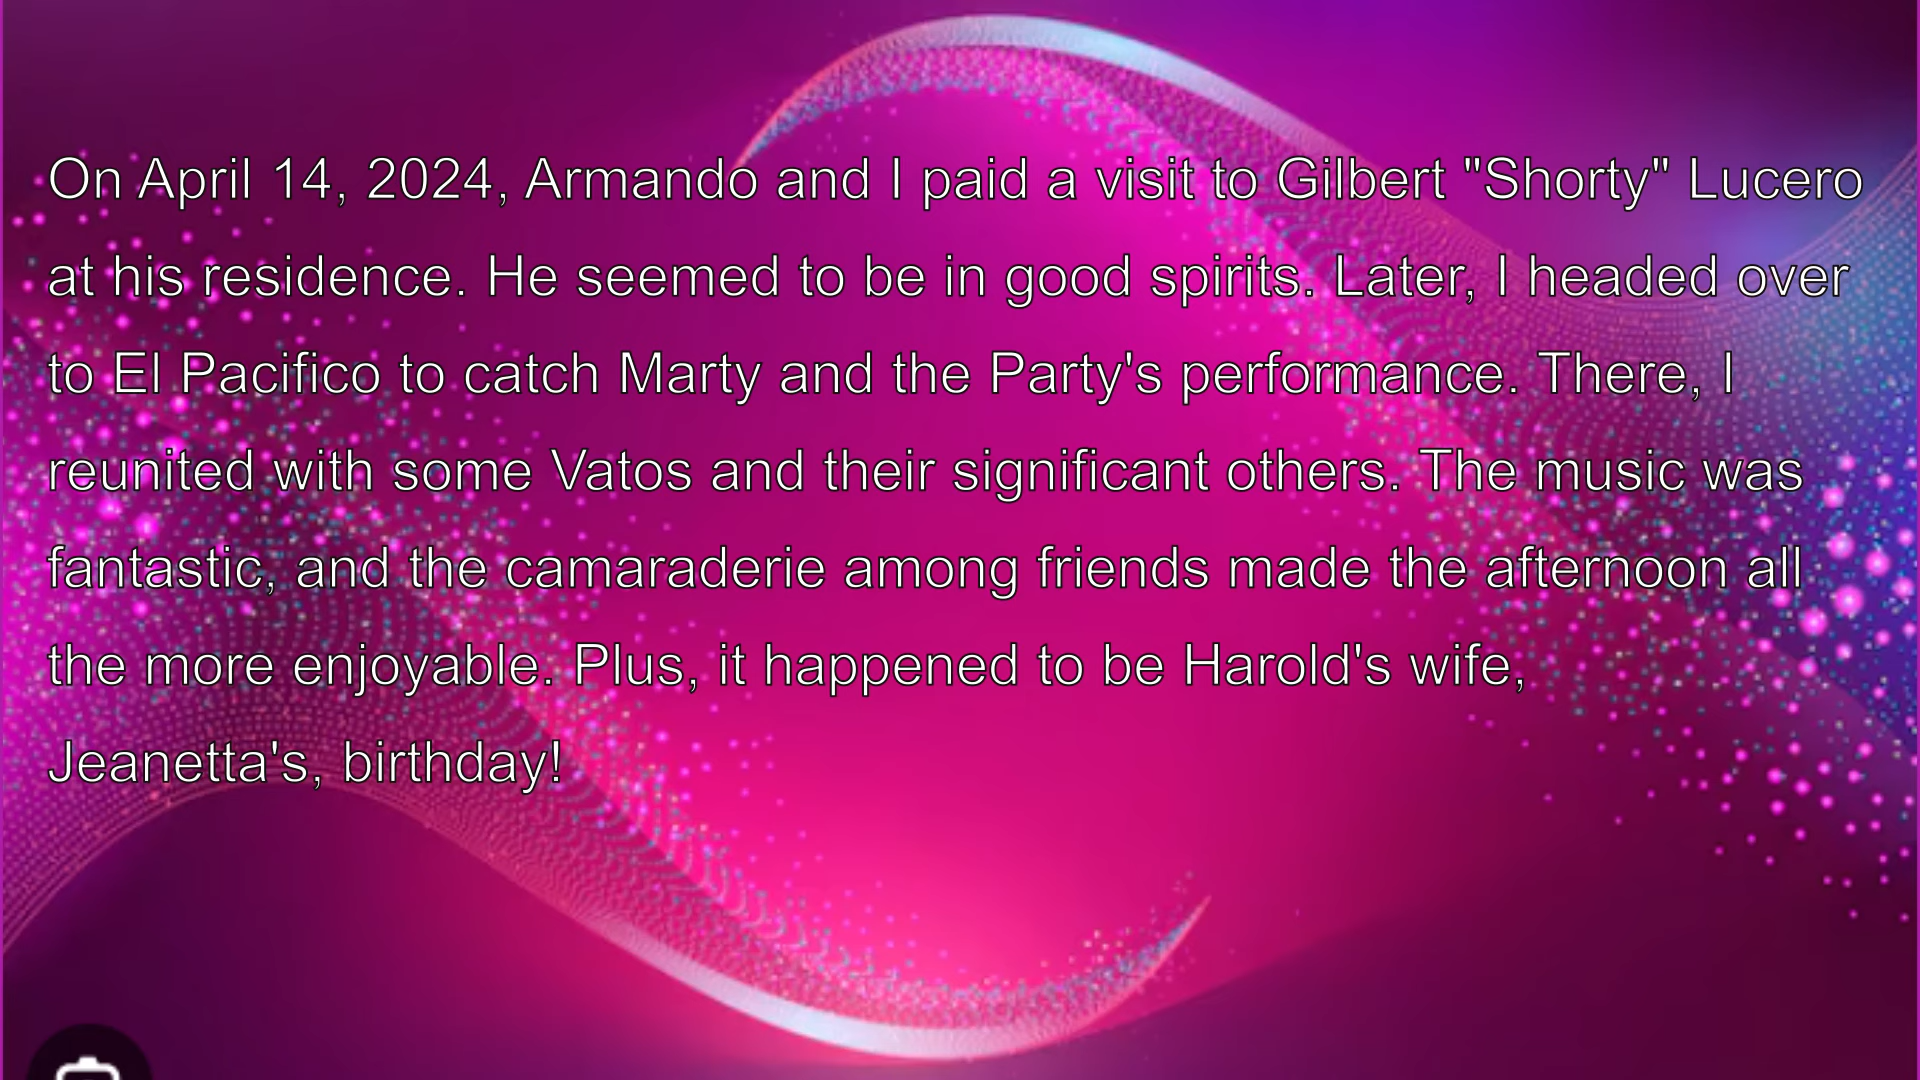 On April 14, 2024, Armando and I paid a visit to Gilbert "Shorty" Lucero
at his residence. He seemed to be in good spirits. Later, I headed over
to El Pacifico to catch Marty and the Party's performance. There, I
reunited with some Vatos and their significant others. The music was
fantastic, and the camaraderie among friends made the afternoon all
the more enjoyable. Plus, it happened to be Harold's wife,
Jeanetta's, birthday!